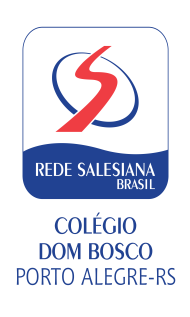 REDE SALESIANA
BRASIL
COLÉGIO
DOM BOSCO
PORTO ALEGRE-RS